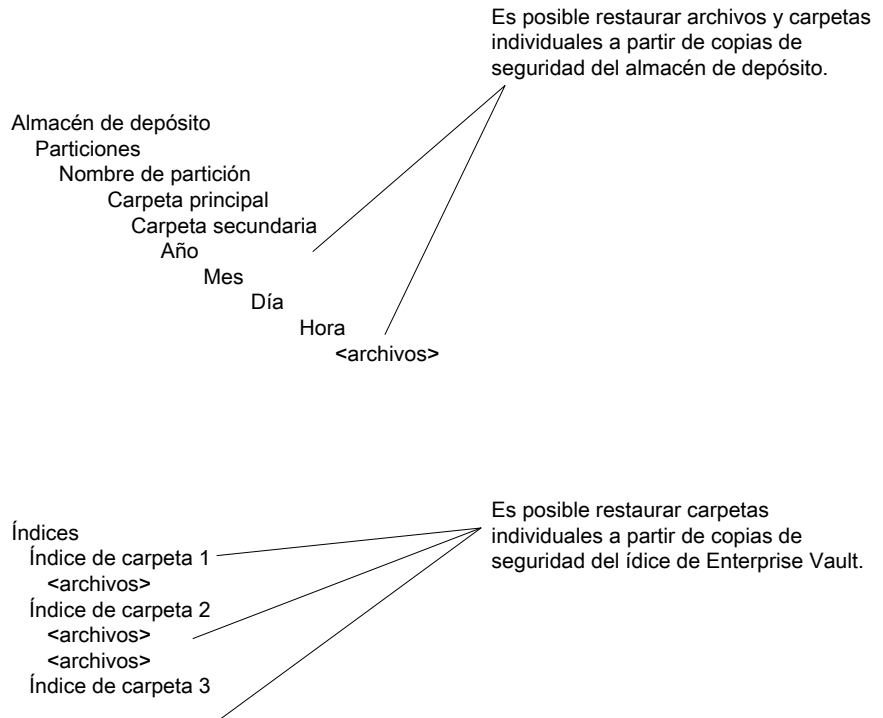 Es posible restaurar archivos y carpetas
individuales a partir de copias de
seguridad del almacén de depósito.
Almacén de depósito
Particiones
Nombre de partición
Carpeta principal
Carpeta secundaria
Año
Mes
Día
Hora
<archivos>
Es posible restaurar carpetas
individuales a partir de copias de
seguridad del ídice de Enterprise Vault.
Índices
Índice de carpeta 1
<archivos>
Índice de carpeta 2
<archivos>
<archivos>
Índice de carpeta 3